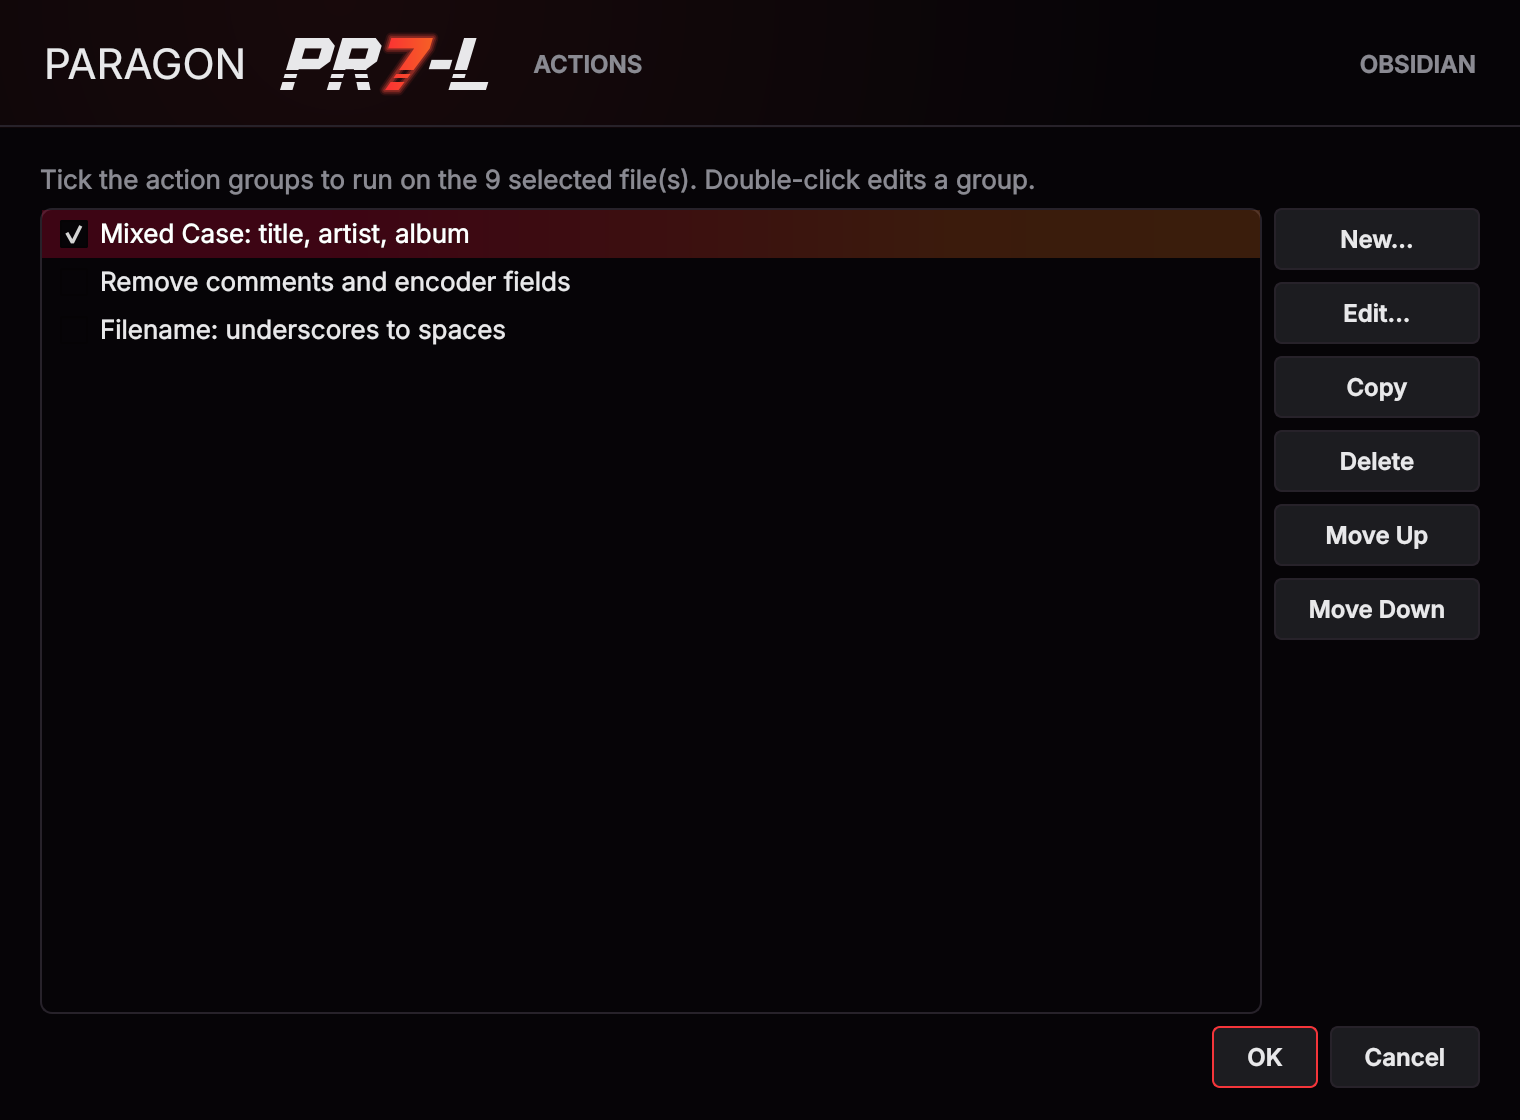 PARAGON PR7-L ACTIONS OBSIDIAN
Tick the action groups to run on the 9 selected file(s). Double-click edits a group.
Mixed Case: title, artist, album
Remove comments and encoder fields
Filename: underscores to spaces
New...
Edit...
Copy
Delete
Move Up
Move Down
OK Cancel